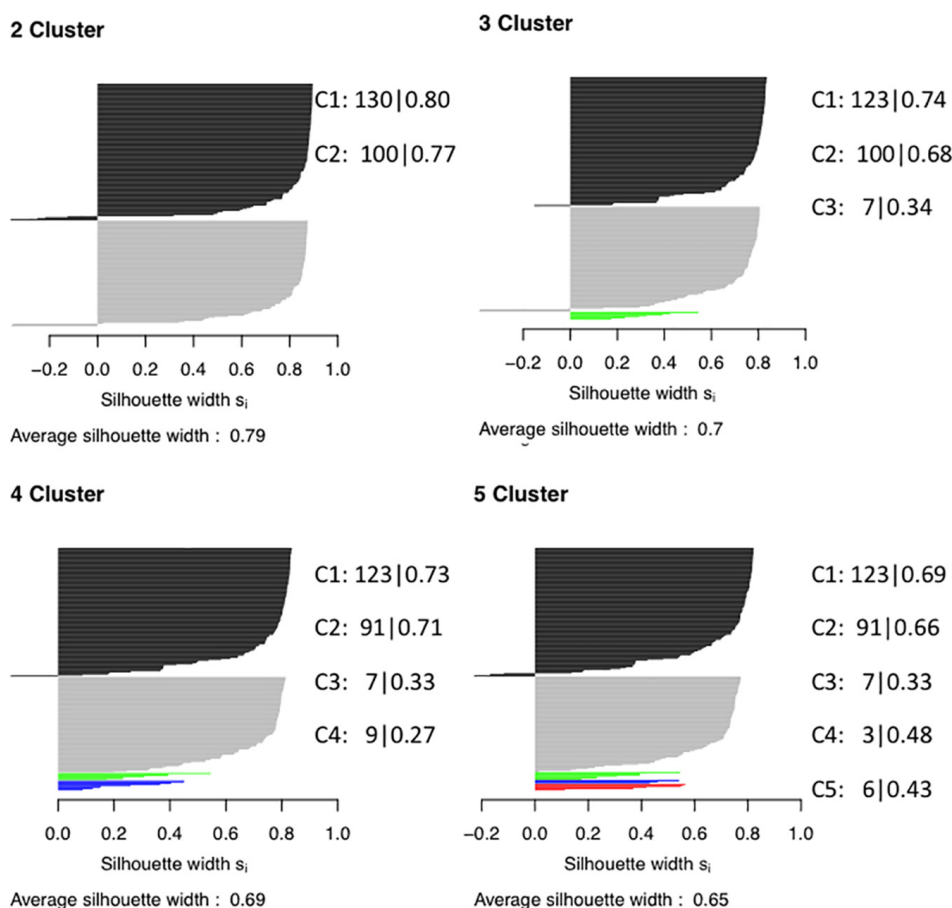 2 Cluster
C1: 130|0.80
C2: 100|0.77
−0.2 0.0 0.2 0.4 0.6 0.8 1.0
Silhouette width si
Average silhouette width : 0.79
3 Cluster
C1: 123|0.74
C2: 100|0.68
C3: 7|0.34
−0.2 0.0 0.2 0.4 0.6 0.8 1.0
Silhouette width si
Average silhouette width : 0.7
4 Cluster
C1: 123|0.73
C2: 91|0.71
C3: 7|0.33
C4: 9|0.27
0.0 0.2 0.4 0.6 0.8 1.0
Silhouette width si
Average silhouette width : 0.69
5 Cluster
C1: 123|0.69
C2: 91|0.66
C3: 7|0.33
C4: 3|0.48
C5: 6|0.43
−0.2 0.0 0.2 0.4 0.6 0.8 1.0
Silhouette width si
Average silhouette width : 0.65